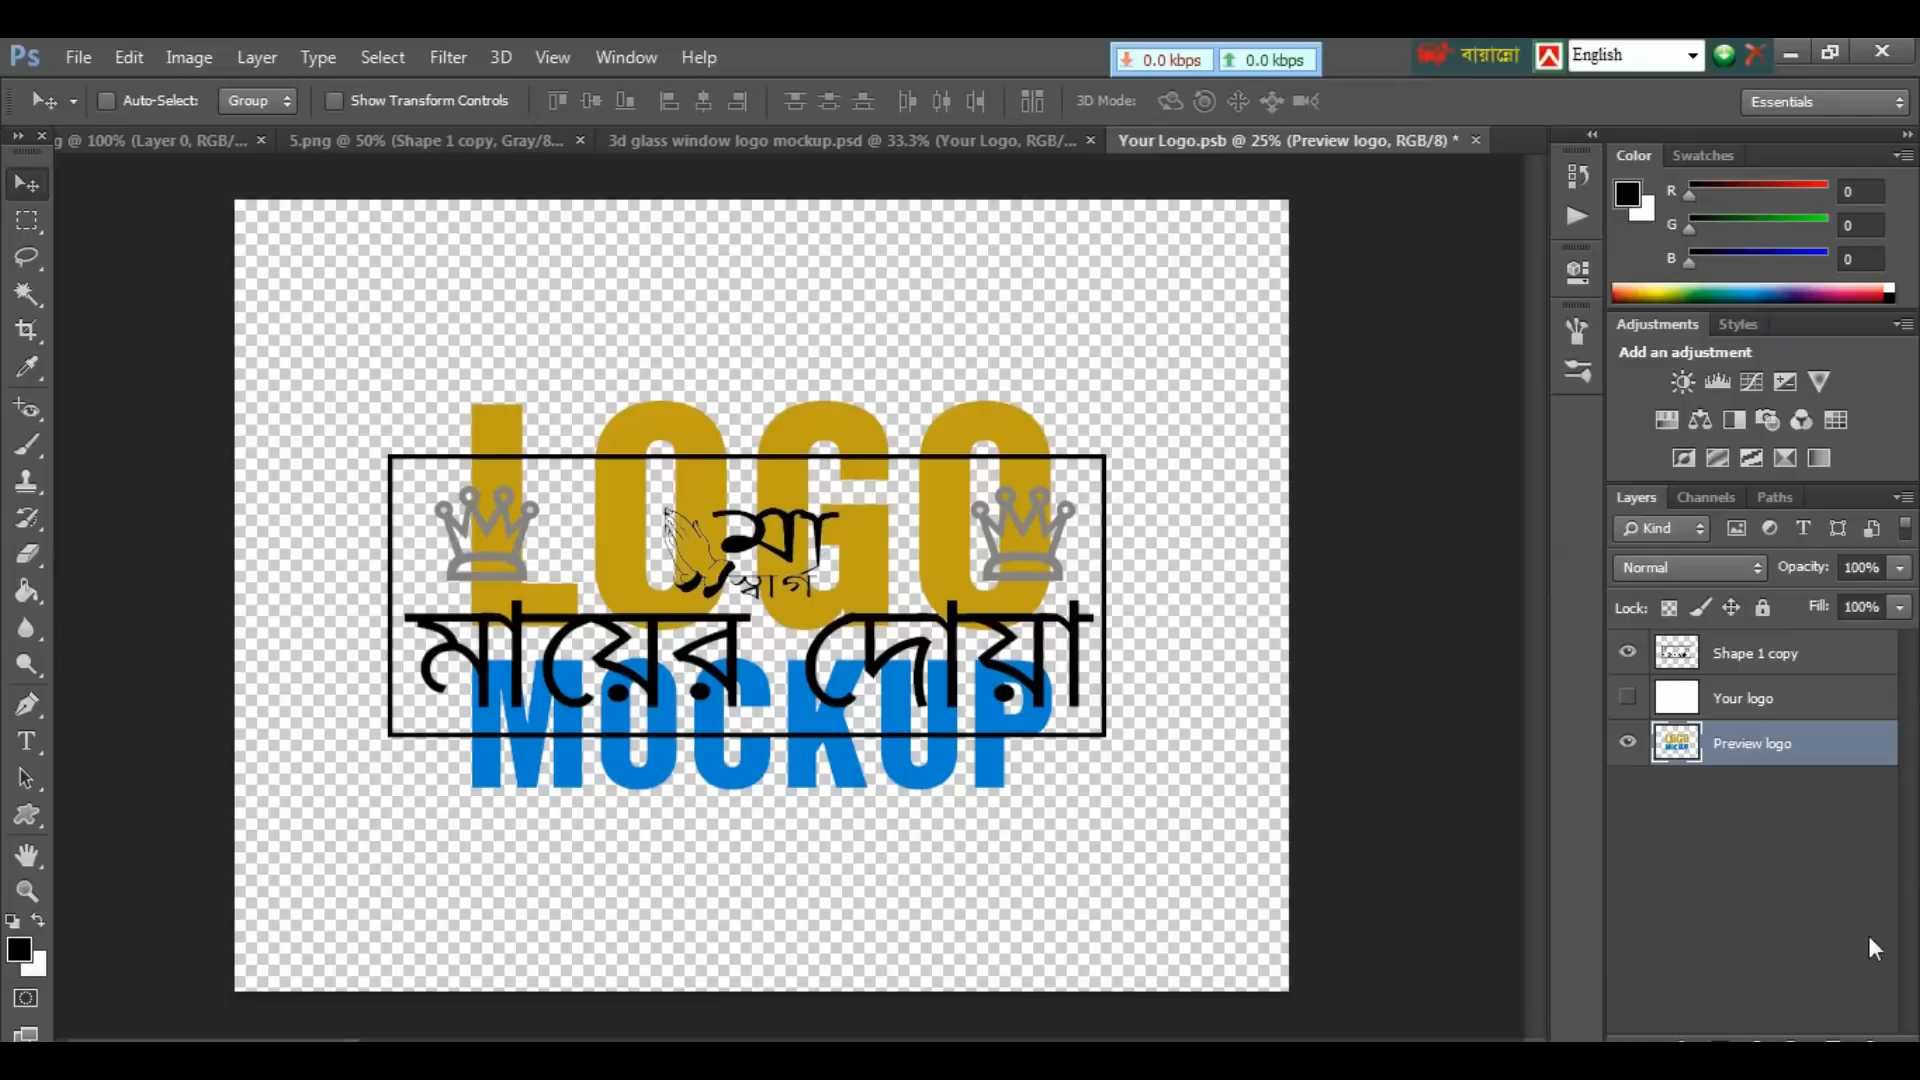 Ps File Edit Image Layer Type Select Filter 3D View Window Help
0.0 kbps 0.0 kbps
বায়ান্নো English
Auto-Select: Group Show Transform Controls 3D Mode: Essentials
g @ 100% (Layer 0, RGB/... 5.png @ 50% (Shape 1 copy, Gray/8... 3d glass window logo mockup.psd @ 33.3% (Your Logo, RGB/... Your Logo.psb @ 25% (Preview logo, RGB/8) *
Color Swatches
R 0
G 0
B 0
Adjustments Styles
Add an adjustment
Layers Channels Paths
Kind
Normal Opacity: 100%
Lock: Fill: 100%
Shape 1 copy
Your logo
Preview logo
LOGO
মা
মায়ের দোয়া
MOCKUP